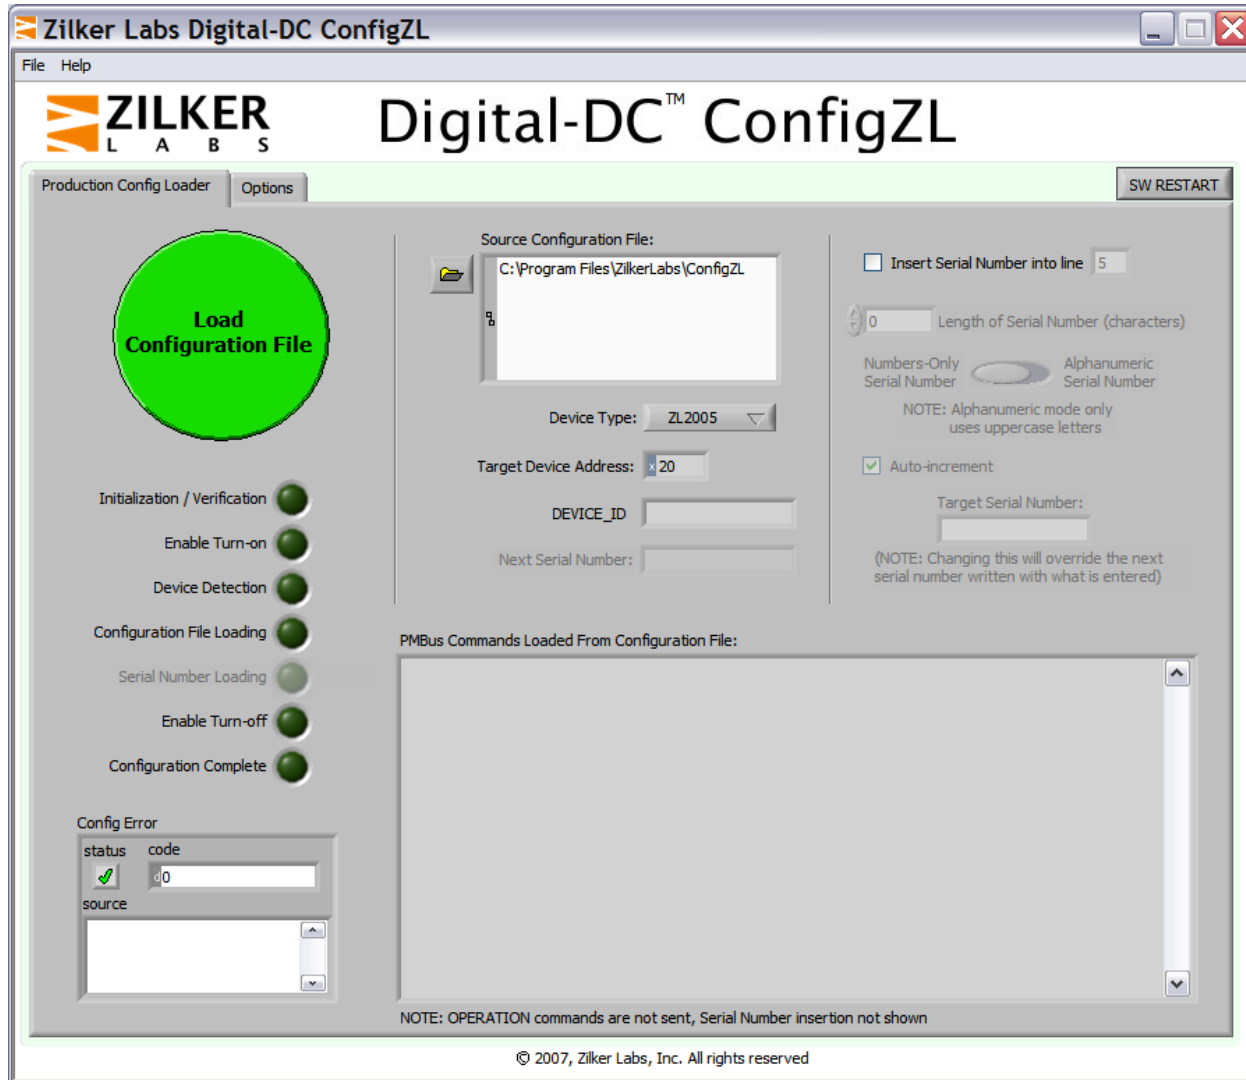 Zilker Labs Digital-DC ConfigZL
File Help
ZILKER
LABS
Digital-DC™ ConfigZL
Production Config Loader
Options
SW RESTART
Load
Configuration File
Initialization / Verification
Enable Turn-on
Device Detection
Configuration File Loading
Serial Number Loading
Enable Turn-off
Configuration Complete
Config Error
status code
d0
source
Source Configuration File:
C:\Program Files\ZilkerLabs\ConfigZL
Device Type: ZL2005
Target Device Address: x20
DEVICE_ID
Next Serial Number:
Insert Serial Number into line 5
0 Length of Serial Number (characters)
Numbers-Only
Serial Number
Alphanumeric
Serial Number
NOTE: Alphanumeric mode only
uses uppercase letters
Auto-increment
Target Serial Number:
(NOTE: Changing this will override the next
serial number written with what is entered)
PMBus Commands Loaded From Configuration File:
NOTE: OPERATION commands are not sent, Serial Number insertion not shown
© 2007, Zilker Labs, Inc. All rights reserved